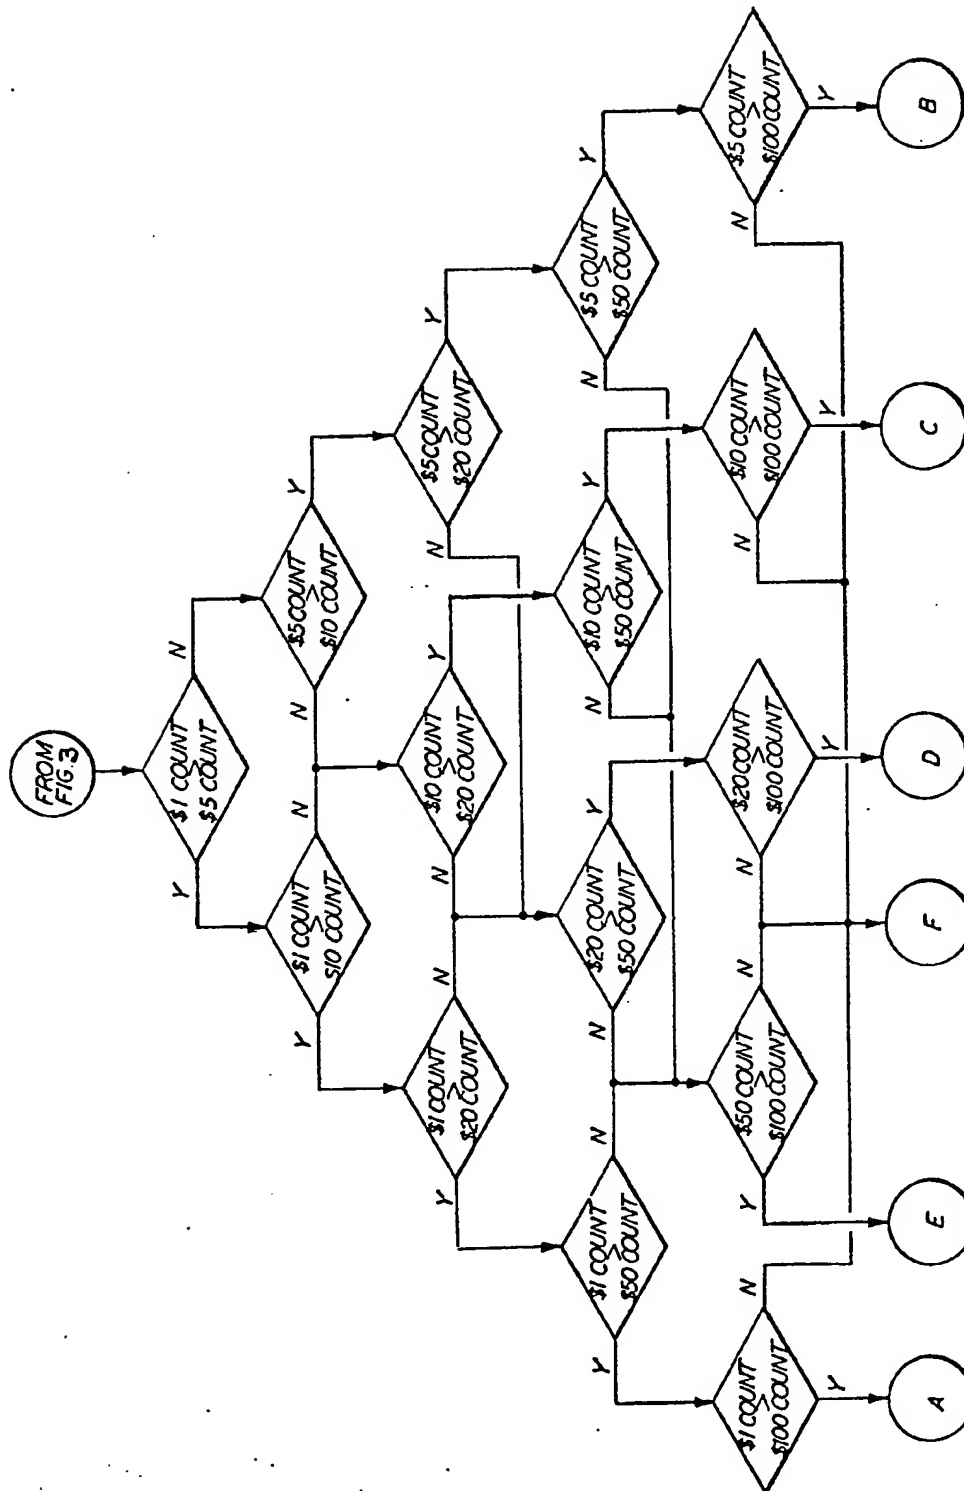 FROM
FIG. 3
$1 COUNT
>
$5 COUNT
Y
N
$1 COUNT
>
$10 COUNT
Y
N
$5 COUNT
>
$10 COUNT
N
Y
$1 COUNT
>
$20 COUNT
Y
N
$10 COUNT
>
$20 COUNT
N
Y
$5 COUNT
>
$20 COUNT
N
Y
$1 COUNT
>
$50 COUNT
Y
N
$20 COUNT
>
$50 COUNT
N
Y
$10 COUNT
>
$50 COUNT
N
Y
$5 COUNT
>
$50 COUNT
N
Y
$1 COUNT
>
$100 COUNT
Y
N
$50 COUNT
>
$100 COUNT
Y
N
$20 COUNT
>
$100 COUNT
N
Y
$10 COUNT
>
$100 COUNT
N
Y
$5 COUNT
>
$100 COUNT
N
Y
A
E
F
D
C
B